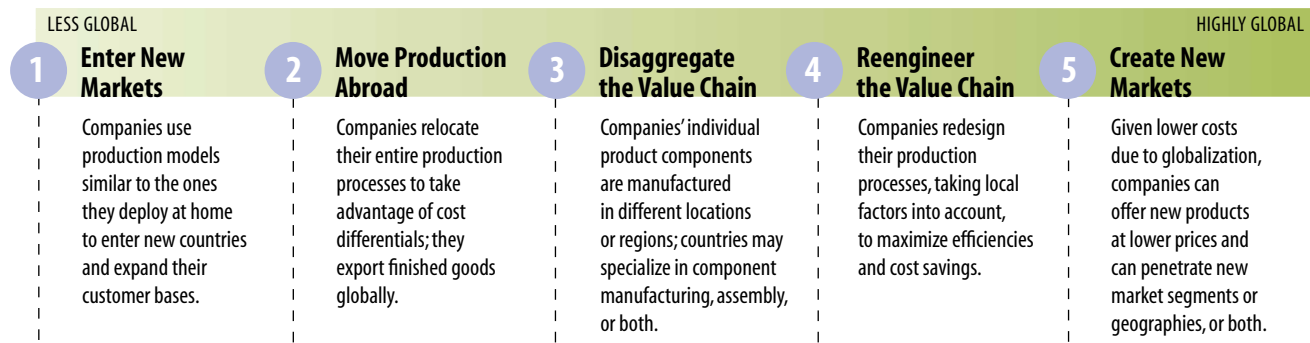 LESS GLOBAL
HIGHLY GLOBAL
1
Enter New
Markets
Companies use
production models
similar to the ones
they deploy at home
to enter new countries
and expand their
customer bases.
2
Move Production
Abroad
Companies relocate
their entire production
processes to take
advantage of cost
differentials; they
export finished goods
globally.
3
Disaggregate
the Value Chain
Companies’ individual
product components
are manufactured
in different locations
or regions; countries may
specialize in component
manufacturing, assembly,
or both.
4
Reengineer
the Value Chain
Companies redesign
their production
processes, taking local
factors into account,
to maximize efficiencies
and cost savings.
5
Create New
Markets
Given lower costs
due to globalization,
companies can
offer new products
at lower prices and
can penetrate new
market segments or
geographies, or both.